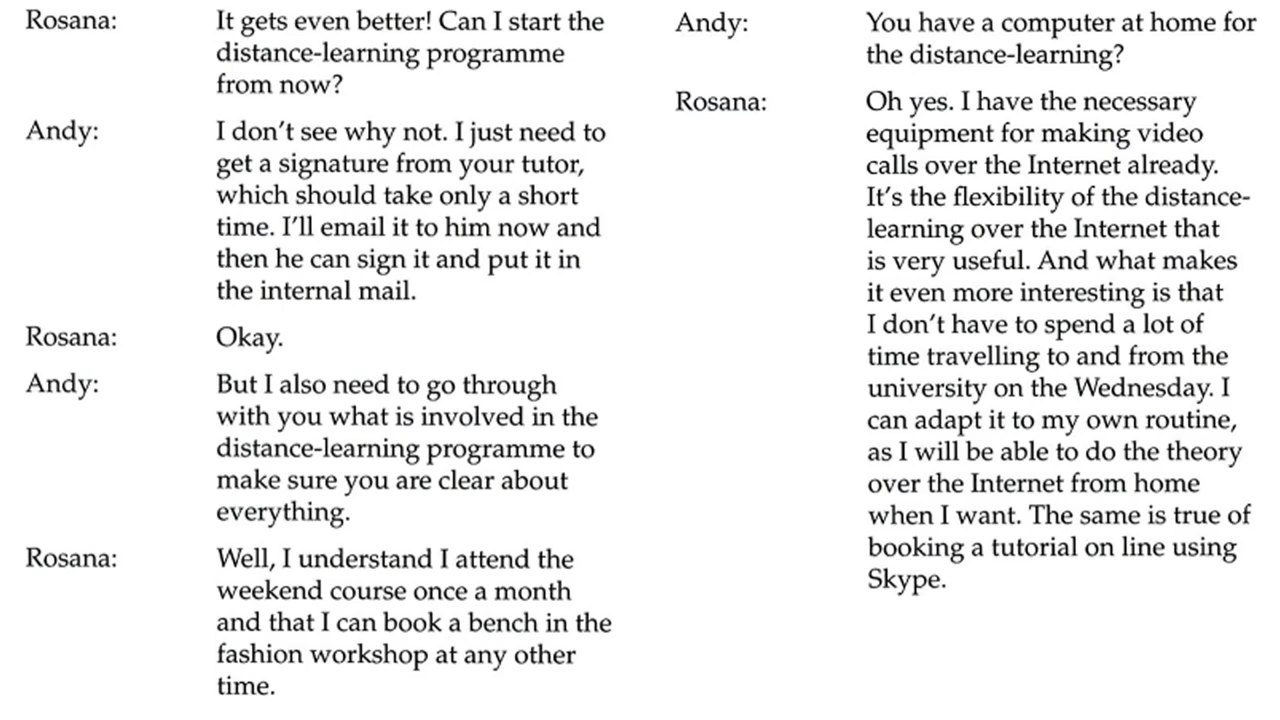 Rosana: It gets even better! Can I start the
distance-learning programme
from now?
Andy: I don't see why not. I just need to
get a signature from your tutor,
which should take only a short
time. I'll email it to him now and
then he can sign it and put it in
the internal mail.
Rosana: Okay.
Andy: But I also need to go through
with you what is involved in the
distance-learning programme to
make sure you are clear about
everything.
Rosana: Well, I understand I attend the
weekend course once a month
and that I can book a bench in the
fashion workshop at any other
time.
Andy: You have a computer at home for
the distance-learning?
Rosana: Oh yes. I have the necessary
equipment for making video
calls over the Internet already.
It's the flexibility of the distance-
learning over the Internet that
is very useful. And what makes
it even more interesting is that
I don't have to spend a lot of
time travelling to and from the
university on the Wednesday. I
can adapt it to my own routine,
as I will be able to do the theory
over the Internet from home
when I want. The same is true of
booking a tutorial on line using
Skype.